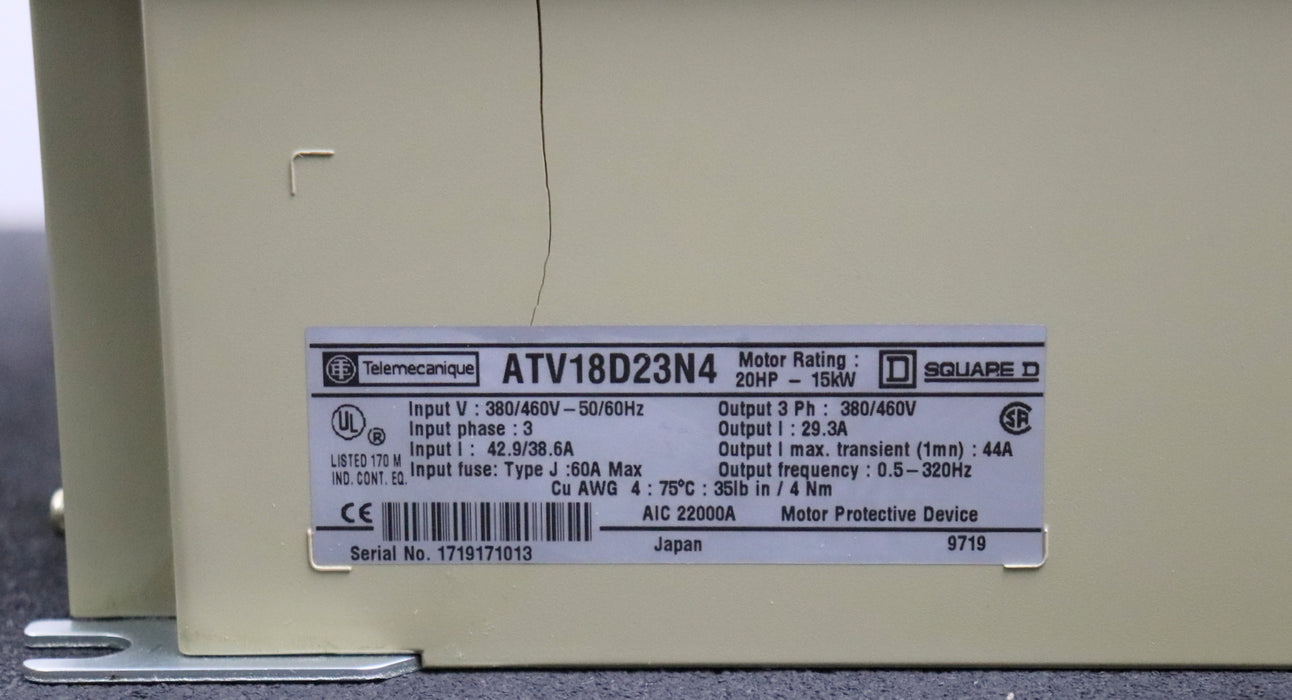 Telemecanique ATV18D23N4 Motor Rating : 20HP – 15kW D SQUARE D
UL ® LISTED 170 M IND. CONT. EQ.
Input V : 380/460V – 50/60Hz Output 3 Ph : 380/460V SA
Input phase : 3 Output I : 29.3A
Input I : 42.9/38.6A Output I max. transient (1mn) : 44A
Input fuse: Type J :60A Max Output frequency : 0.5 – 320Hz
Cu AWG 4 : 75°C : 35lb in / 4 Nm
CE AIC 22000A Motor Protective Device
Serial No. 1719171013 Japan 9719